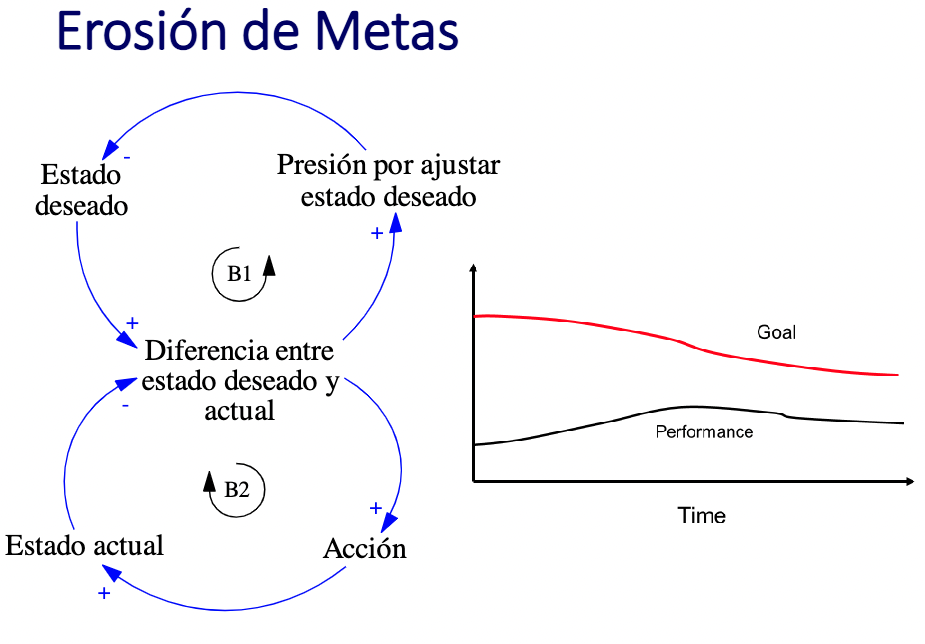 Erosión de Metas
-
Estado
deseado
Presión por ajustar
estado deseado
+
B1
+
Diferencia entre
estado deseado y
actual
-
B2
+
Estado actual
Acción
+
Goal
Performance
Time